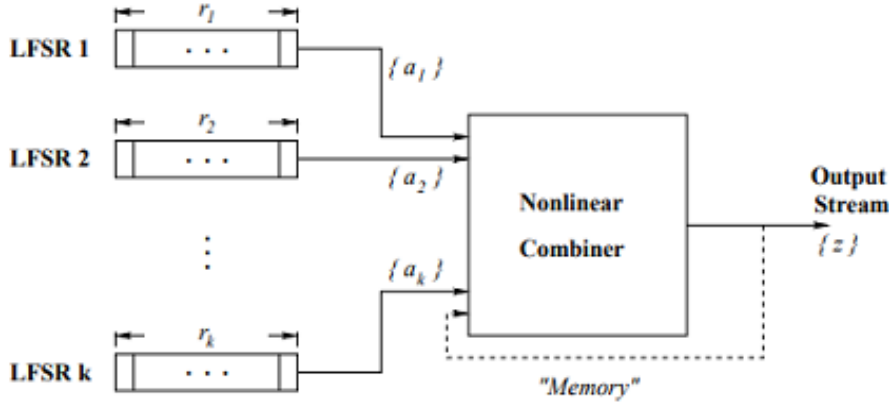 r1
LFSR 1
. . .
{ a1 }
r2
LFSR 2
. . .
{ a2 }
Nonlinear
Combiner
Output
Stream
{ z }
{ ak }
rk
LFSR k
. . .
"Memory"